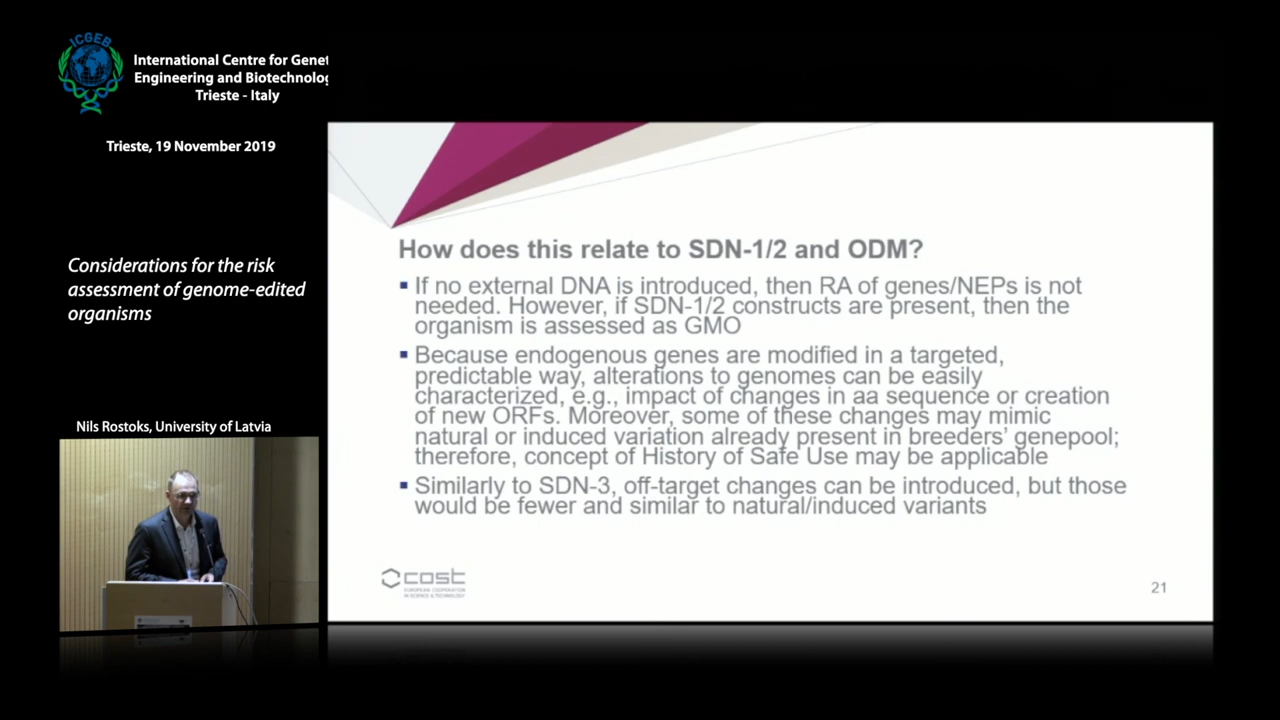 ICGEB
International Centre for Genet
Engineering and Biotechnolog
Trieste - Italy
Trieste, 19 November 2019
Considerations for the risk
assessment of genome-edited
organisms
Nils Rostoks, University of Latvia
How does this relate to SDN-1/2 and ODM?
▪ If no external DNA is introduced, then RA of genes/NEPs is not
needed. However, if SDN-1/2 constructs are present, then the
organism is assessed as GMO
▪ Because endogenous genes are modified in a targeted,
predictable way, alterations to genomes can be easily
characterized, e.g., impact of changes in aa sequence or creation
of new ORFs. Moreover, some of these changes may mimic
natural or induced variation already present in breeders' genepool;
therefore, concept of History of Safe Use may be applicable
▪ Similarly to SDN-3, off-target changes can be introduced, but those
would be fewer and similar to natural/induced variants
cost
EUROPEAN COOPERATION
IN SCIENCE & TECHNOLOGY
21